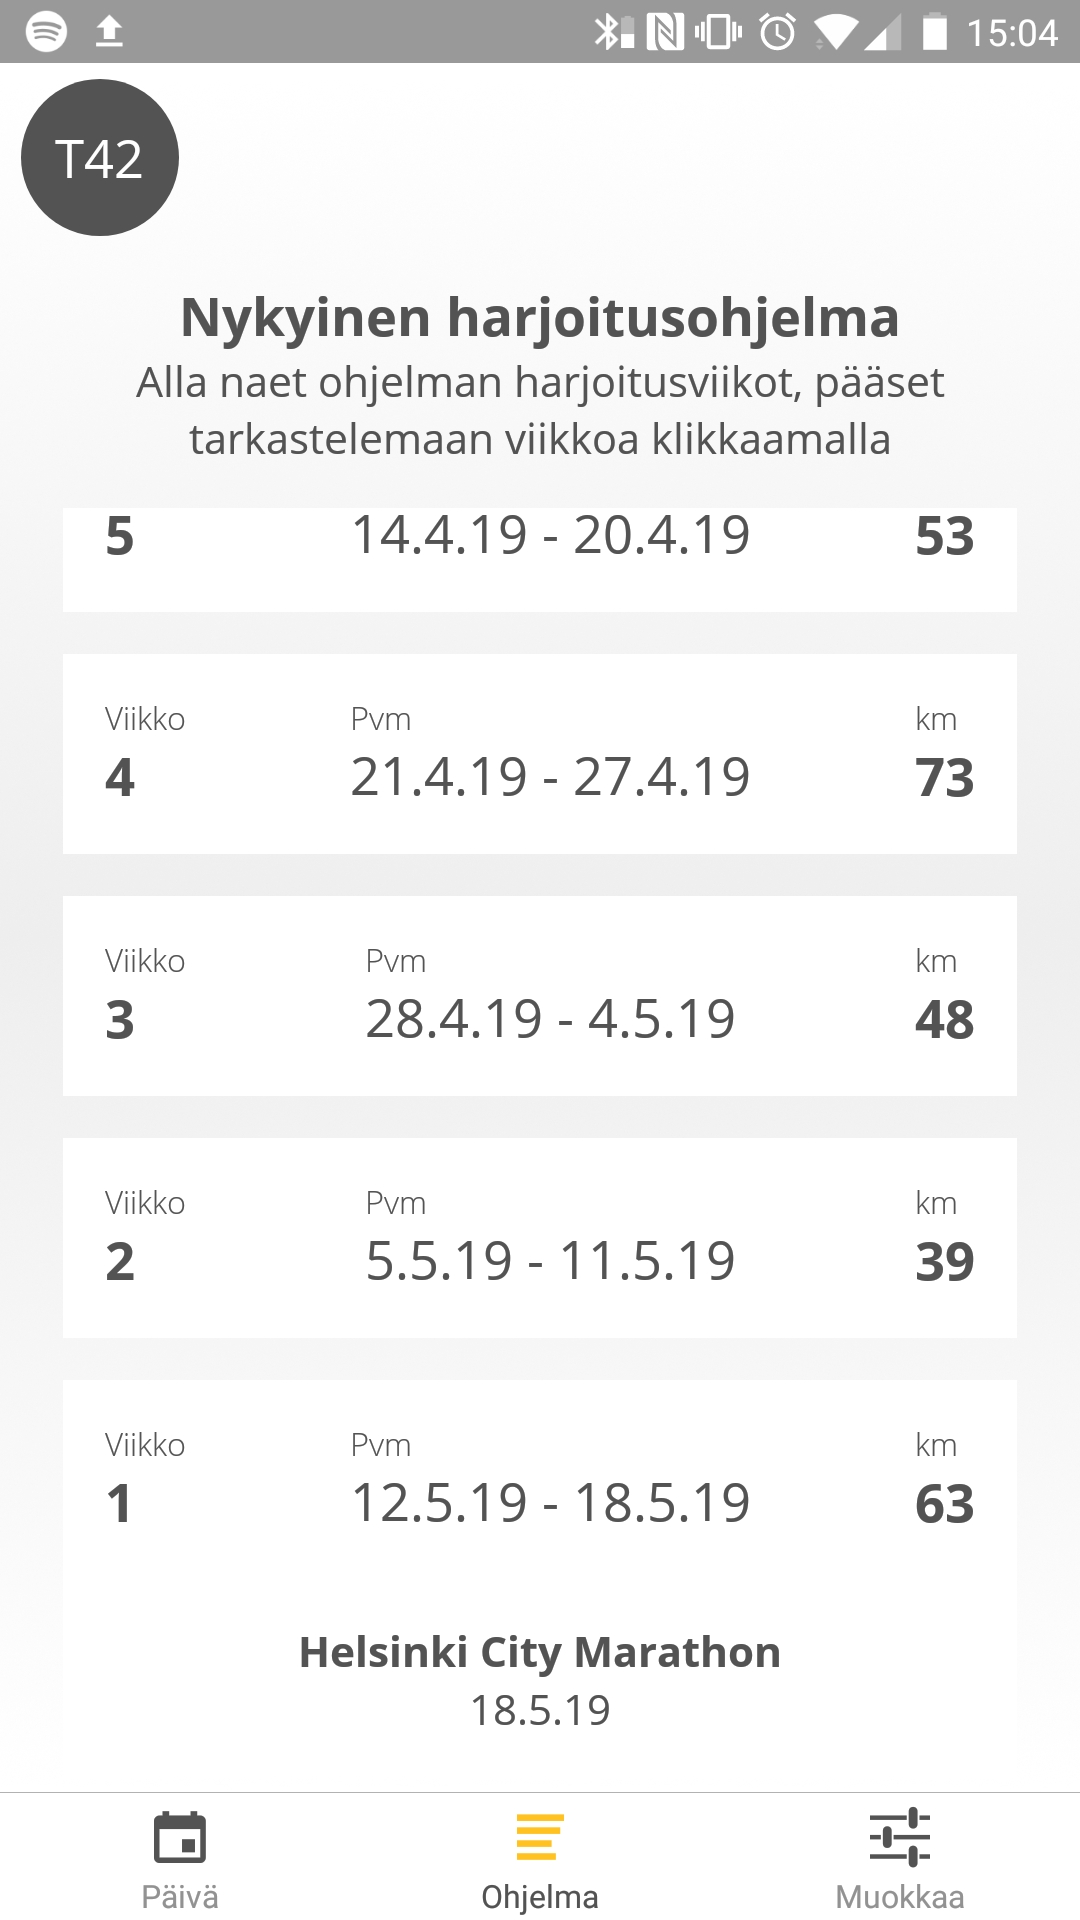 15:04
T42
Nykyinen harjoitusohjelma
Alla naet ohjelman harjoitusviikot, pääset
tarkastelemaan viikkoa klikkaamalla
5 14.4.19 - 20.4.19 53
Viikko Pvm km
4 21.4.19 - 27.4.19 73
Viikko Pvm km
3 28.4.19 - 4.5.19 48
Viikko Pvm km
2 5.5.19 - 11.5.19 39
Viikko Pvm km
1 12.5.19 - 18.5.19 63
Helsinki City Marathon
18.5.19
Päivä Ohjelma Muokkaa